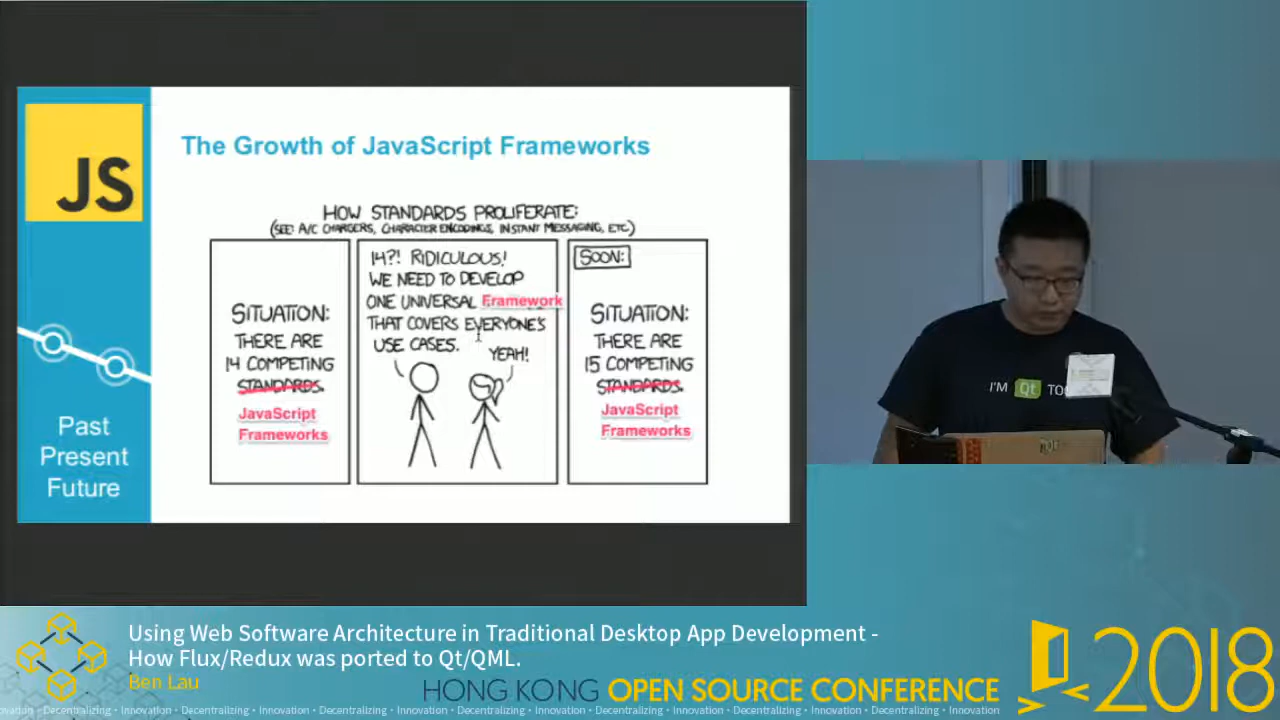 JS
Past
Present
Future
The Growth of JavaScript Frameworks
HOW STANDARDS PROLIFERATE:
(SEE: A/C CHARGERS, CHARACTER ENCODINGS, INSTANT MESSAGING, ETC.)
SITUATION:
THERE ARE
14 COMPETING
STANDARDS.
JavaScript
Frameworks
14?! RIDICULOUS!
WE NEED TO DEVELOP
ONE UNIVERSAL Framework
THAT COVERS EVERYONE'S
USE CASES.
YEAH!
SOON:
SITUATION:
THERE ARE
15 COMPETING
STANDARDS.
JavaScript
Frameworks
I'M Qt
Using Web Software Architecture in Traditional Desktop App Development -
How Flux/Redux was ported to Qt/QML.
Ben Lau
HONG KONG OPEN SOURCE CONFERENCE 2018
Innovation • Decentralizing • Innovation • Decentralizing • Innovation • Decentralizing • Innovation • Decentralizing • Innovation • Decentralizing • Innovation • Decentralizing • Innovation • Decentralizing • Innovation